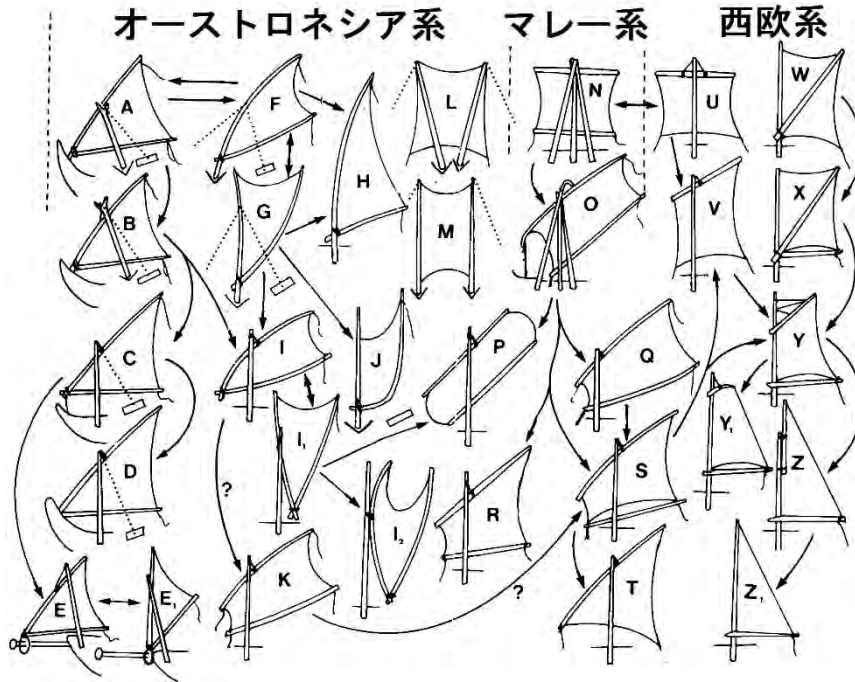 オーストロネシア系 マレー系 西欧系
A F L N U W
H
B G M O V X
C I J P Q Y
I₁ Y₁
D ? S Z
I₂ R
E E₁ K ? T Z₁